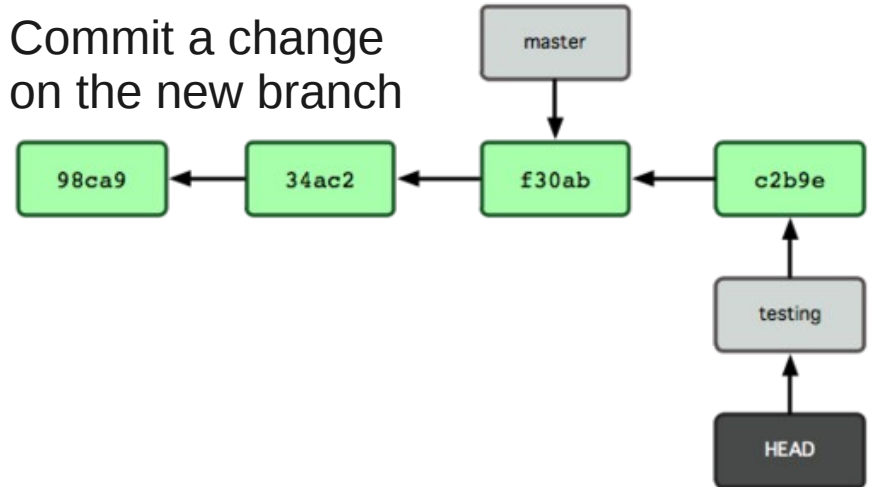 Commit a change
on the new branch
master
98ca9
34ac2
f30ab
c2b9e
testing
HEAD